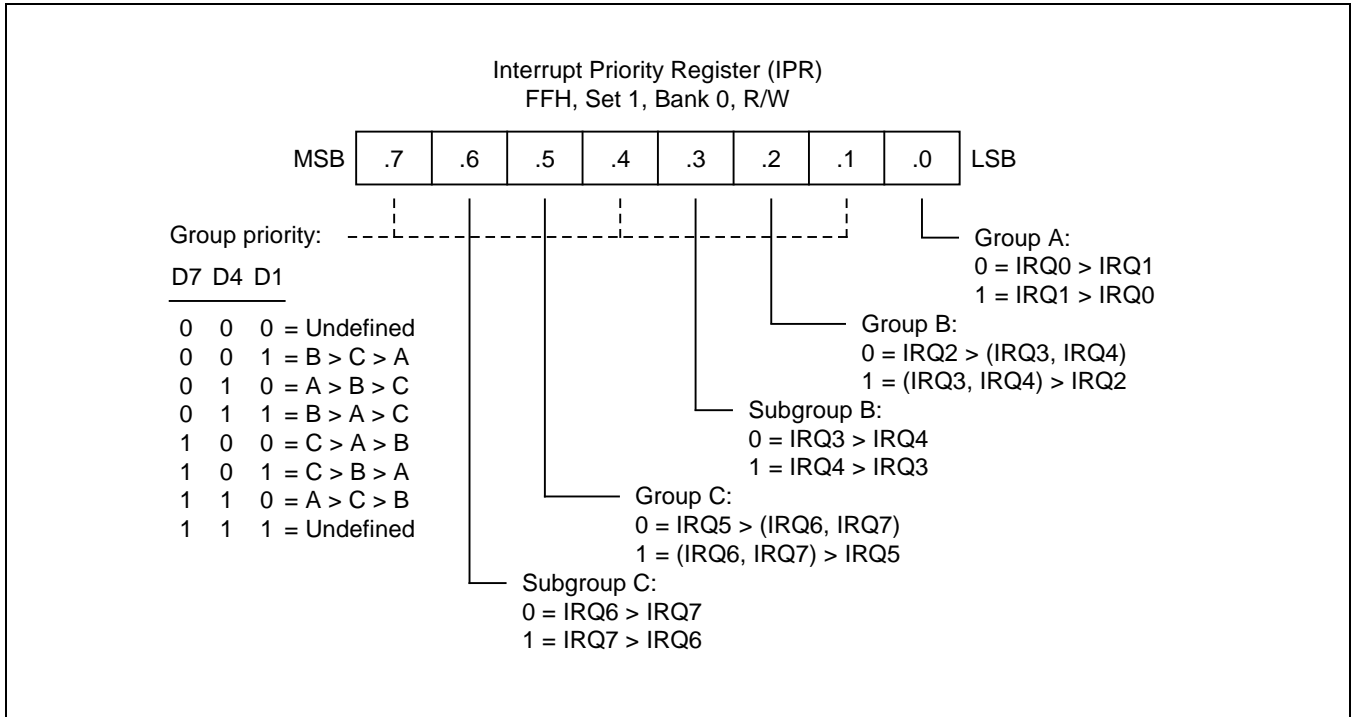 Interrupt Priority Register (IPR)
FFH, Set 1, Bank 0, R/W
MSB .7 .6 .5 .4 .3 .2 .1 .0 LSB
Group priority:
D7 D4 D1
0 0 0 = Undefined
0 0 1 = B > C > A
0 1 0 = A > B > C
0 1 1 = B > A > C
1 0 0 = C > A > B
1 0 1 = C > B > A
1 1 0 = A > C > B
1 1 1 = Undefined
Group A:
0 = IRQ0 > IRQ1
1 = IRQ1 > IRQ0
Group B:
0 = IRQ2 > (IRQ3, IRQ4)
1 = (IRQ3, IRQ4) > IRQ2
Subgroup B:
0 = IRQ3 > IRQ4
1 = IRQ4 > IRQ3
Group C:
0 = IRQ5 > (IRQ6, IRQ7)
1 = (IRQ6, IRQ7) > IRQ5
Subgroup C:
0 = IRQ6 > IRQ7
1 = IRQ7 > IRQ6